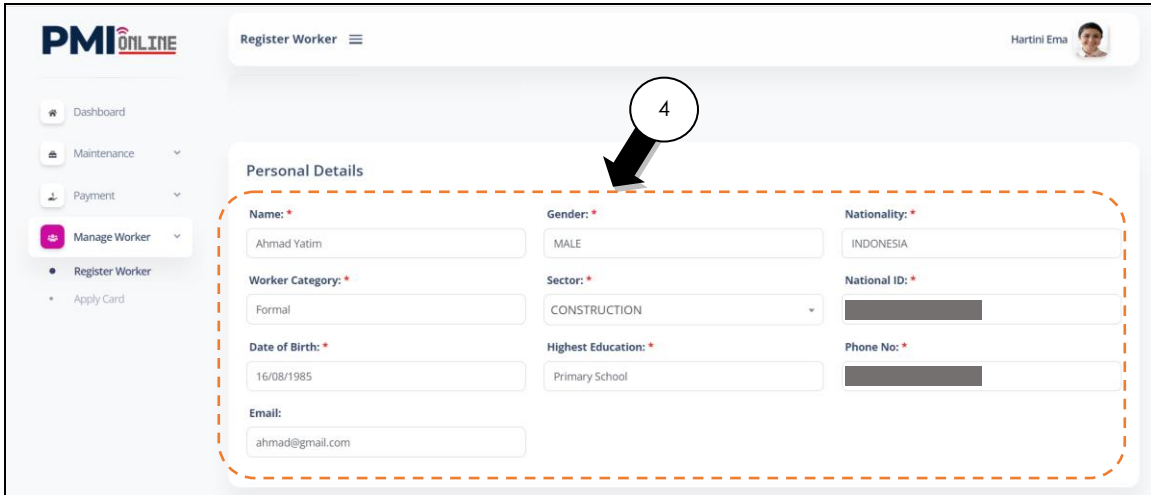 PMI ONLINE
Register Worker
Hartini Ema
4
Dashboard
Maintenance
Payment
Manage Worker
Register Worker
Apply Card
Personal Details
Name: * Gender: * Nationality: *
Ahmad Yatim MALE INDONESIA
Worker Category: * Sector: * National ID: *
Formal CONSTRUCTION
Date of Birth: * Highest Education: * Phone No: *
16/08/1985 Primary School
Email:
ahmad@gmail.com